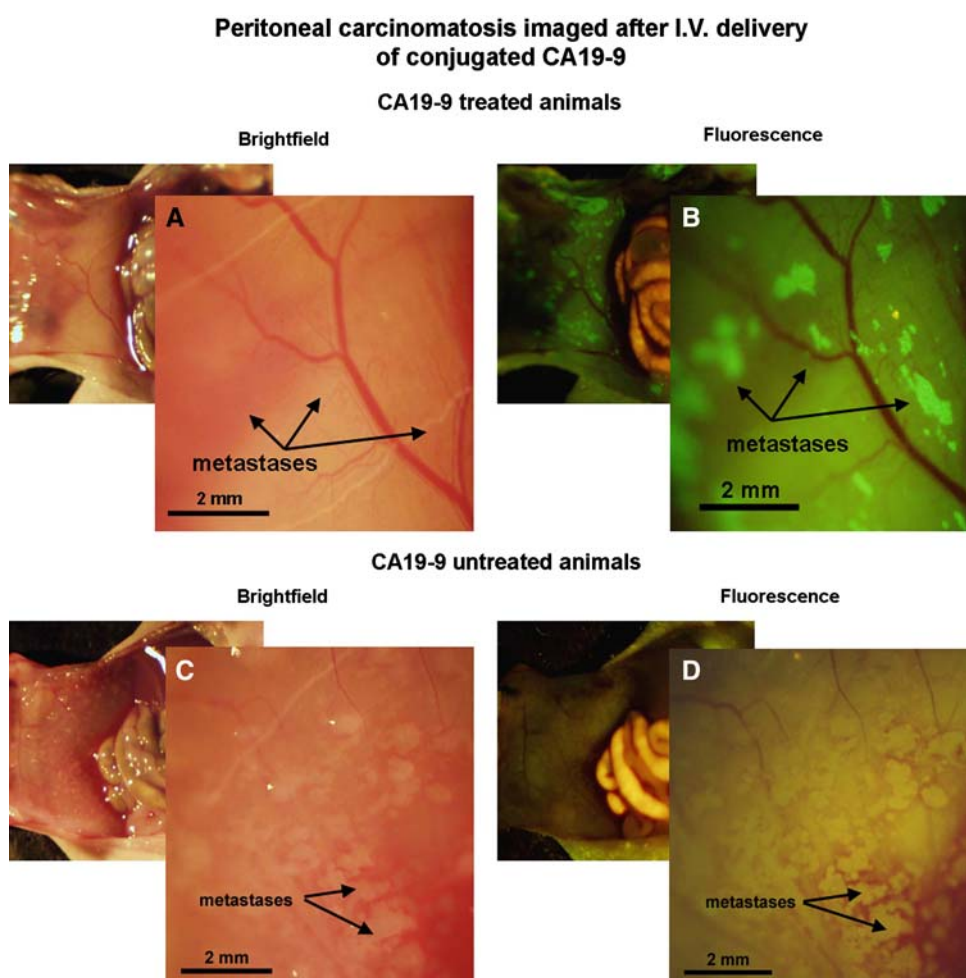 Peritoneal carcinomatosis imaged after I.V. delivery
of conjugated CA19-9
CA19-9 treated animals
Brightfield
Fluorescence
A
metastases
2 mm
B
metastases
2 mm
CA19-9 untreated animals
Brightfield
Fluorescence
C
metastases
2 mm
D
metastases
2 mm